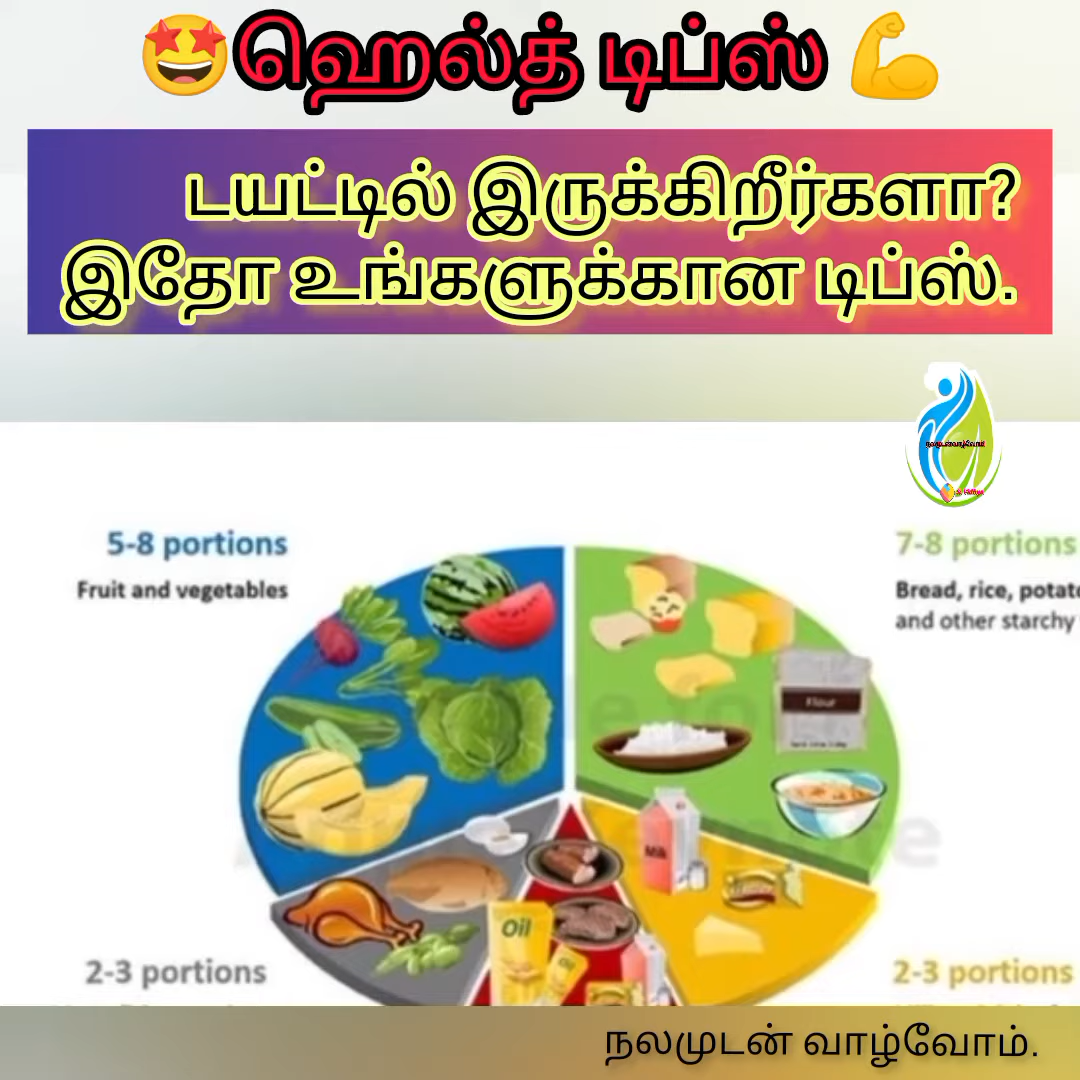 ஹெல்த் டிப்ஸ்
டயட்டில் இருக்கிறீர்களா?
இதோ உங்களுக்கான டிப்ஸ்.
5-8 portions
Fruit and vegetables
7-8 portions
Bread, rice,
and other starchy
Flour
Milk
Oil
Oil
2-3 portions
2-3 portions
நலமுடன் வாழ்வோம்.